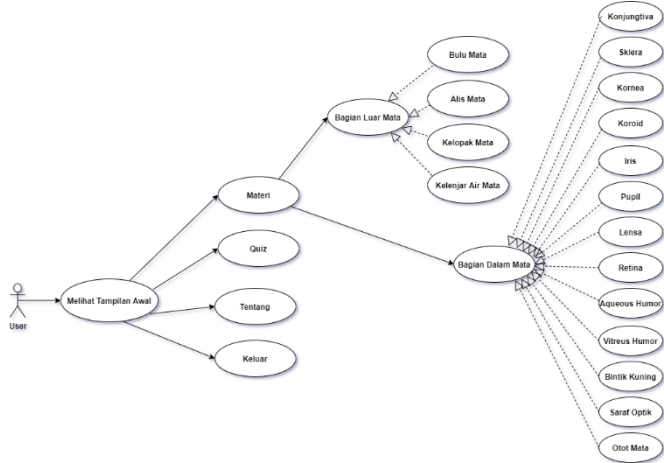 Konjungtiva
Bulu Mata
Sklera
Kornea
Alis Mata
Bagian Luar Mata
Koroid
Kelopak Mata
Iris
Kelenjar Air Mata
Materi
Pupil
Lensa
Quiz
Bagian Dalam Mata
Retina
Melihat Tampilan Awal
Tentang
Aqueous Humor
User
Vitreus Humor
Keluar
Bintik Kuning
Saraf Optik
Otot Mata